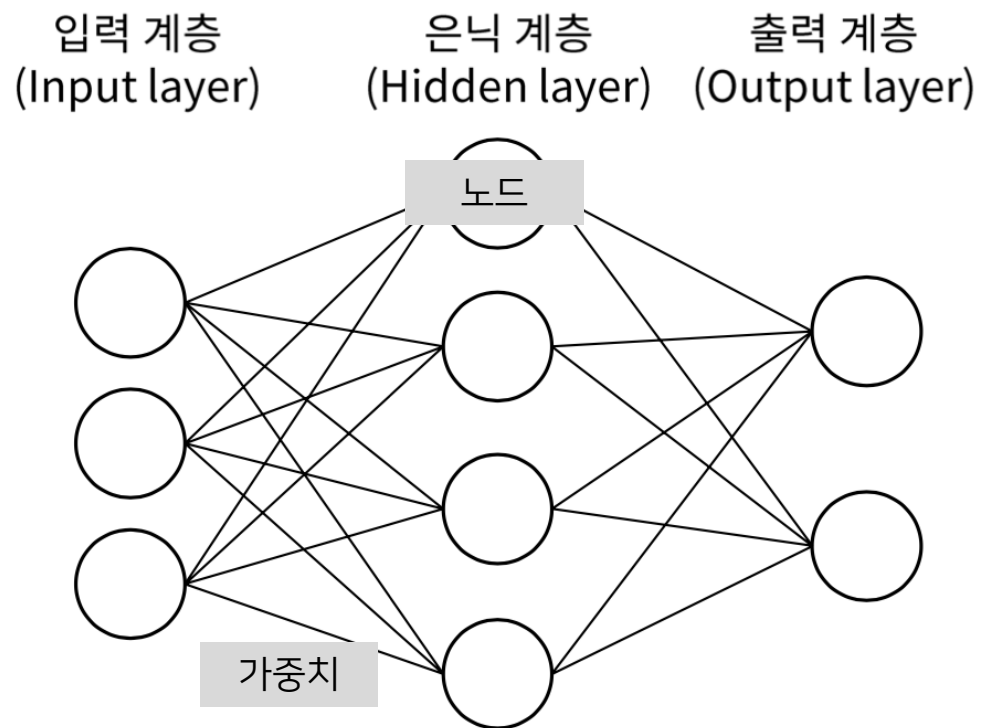 입력 계층
(Input layer)
은닉 계층
(Hidden layer)
출력 계층
(Output layer)
노드
가중치